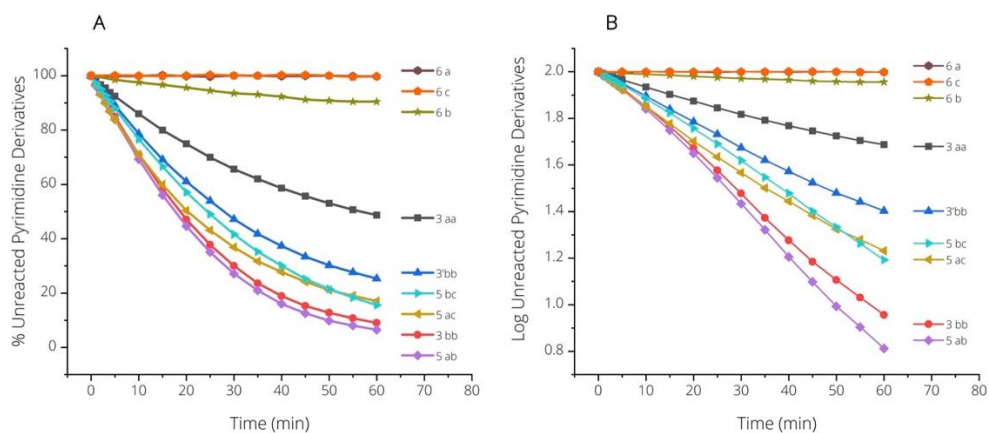 A
% Unreacted Pyrimidine Derivatives
100
80
60
40
20
0
0 10 20 30 40 50 60 70 80
Time (min)
6 a
6 c
6 b
3 aa
3'bb
5 bc
5 ac
3 bb
5 ab
B
Log Unreacted Pyrimidine Derivatives
2.0
1.8
1.6
1.4
1.2
1.0
0.8
0 10 20 30 40 50 60 70 80
Time (min)
6 a
6 c
6 b
3 aa
3'bb
5 bc
5 ac
3 bb
5 ab